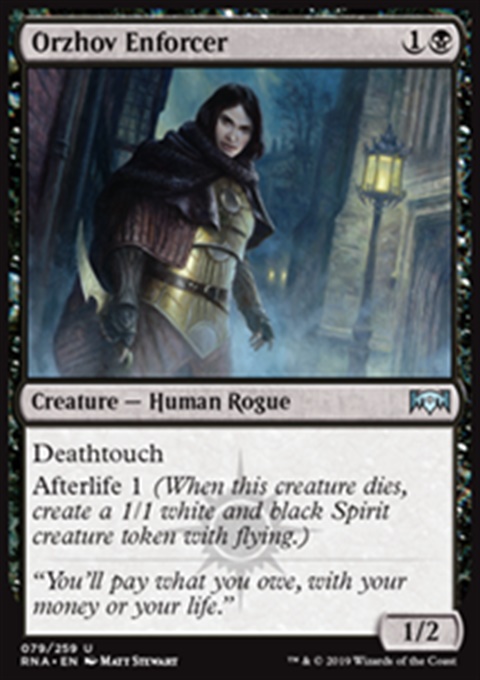 Orzhov Enforcer 1
Creature — Human Rogue
Deathtouch
Afterlife 1 (When this creature dies,
create a 1/1 white and black Spirit
creature token with flying.)
“You’ll pay what you owe, with your
money or your life.”
1/2
079/259 U
RNA • EN Matt Stewart
™ & © 2019 Wizards of the Coast